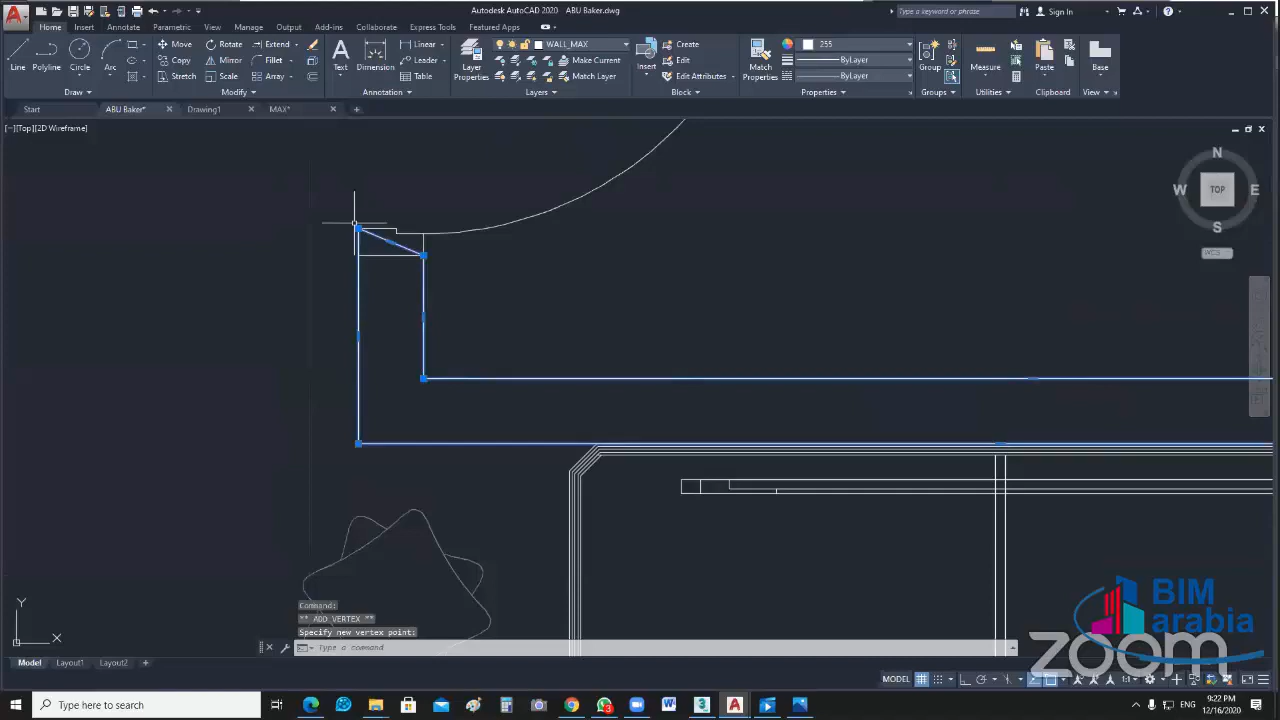 Autodesk AutoCAD 2020 ABU Baker.dwg
Type a keyword or phrase
Sign In
Home Insert Annotate Parametric View Manage Output Add-ins Collaborate Express Tools Featured Apps
Line Polyline Circle Arc
Move Rotate Extend
Copy Mirror Fillet
Stretch Scale Array
Text Dimension
Linear
Leader
Table
Layer Properties
WALL_MAX
Make Current
Match Layer
Insert
Create
Edit
Edit Attributes
Match Properties
255
ByLayer
ByLayer
Group
Measure
Paste
Base
Draw Modify Annotation Layers Block Properties Groups Utilities Clipboard View
Start ABU Baker* Drawing1 MAX*
[−][Top][2D Wireframe]
N
W TOP E
S
WCS
Command:
** ADD VERTEX **
Specify new vertex point:
Type a command
Y
X
BIM
arabia
zoom
Model Layout1 Layout2
MODEL 1:1
Type here to search
ENG
9:22 PM
12/16/2020